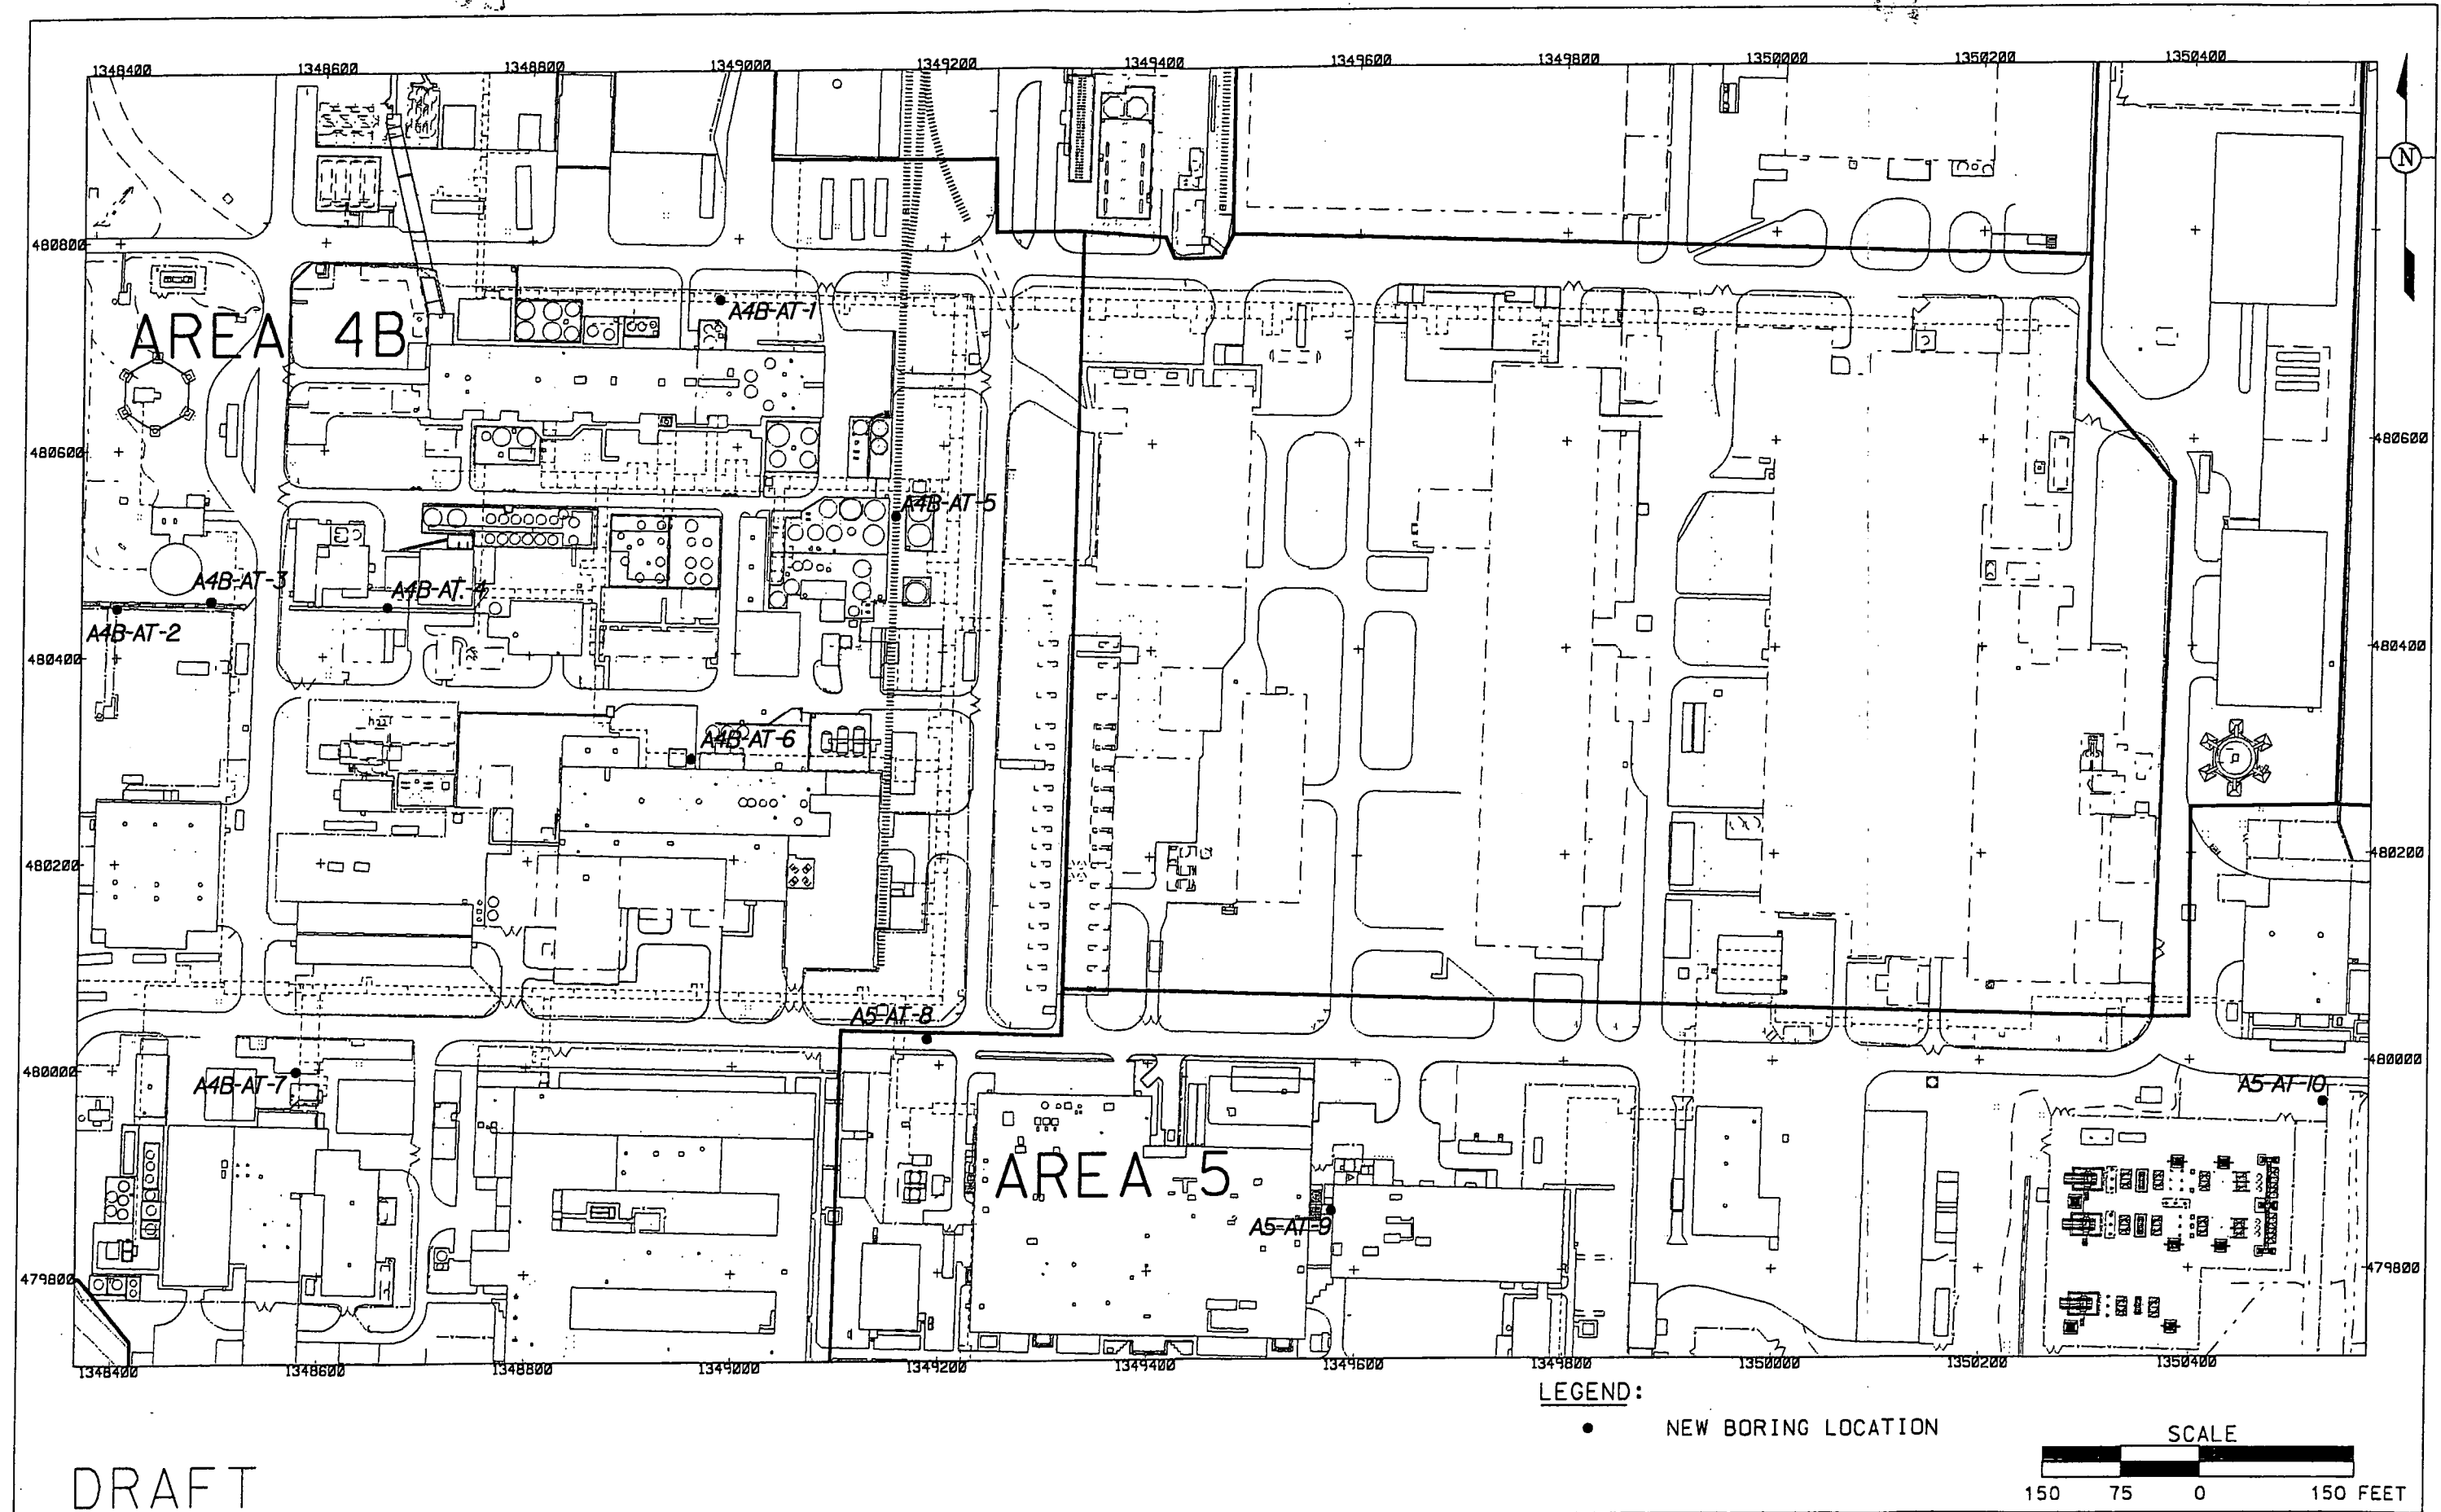 1348400 1348600 1348800 1349000 1349200 1349400 1349600 1349800 1350000 1350200 1350400
N
480800
A4B-AT-1
AREA 4B
480600 480600
A4B-AT-5
A4B-AT-3
A4B-AT-4
A4B-AT-2
480400 480400
A4B-AT-6
480200 480200
A5-AT-8
480000 480000
A4B-AT-7
A5-AT-10
AREA 5
A5-AT-9
479800 479800
1348400 1348600 1348800 1349000 1349200 1349400 1349600 1349800 1350000 1350200 1350400
LEGEND:
● NEW BORING LOCATION
SCALE
150 75 0 150 FEET
DRAFT